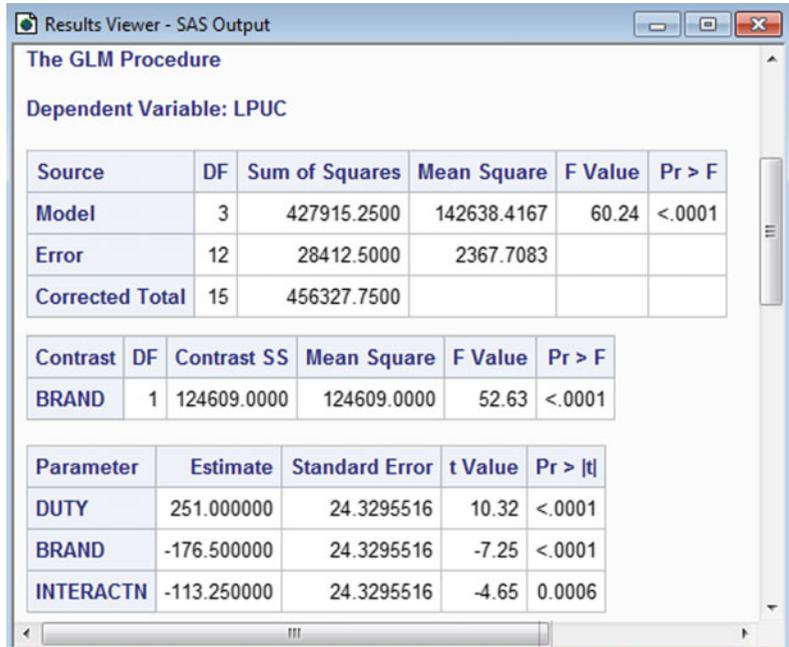 Results Viewer - SAS Output
The GLM Procedure
Dependent Variable: LPUC
Source DF Sum of Squares Mean Square F Value Pr > F
Model 3 427915.2500 142638.4167 60.24 <.0001
Error 12 28412.5000 2367.7083
Corrected Total 15 456327.7500
Contrast DF Contrast SS Mean Square F Value Pr > F
BRAND 1 124609.0000 124609.0000 52.63 <.0001
Parameter Estimate Standard Error t Value Pr > |t|
DUTY 251.000000 24.3295516 10.32 <.0001
BRAND -176.500000 24.3295516 -7.25 <.0001
INTERACTN -113.250000 24.3295516 -4.65 0.0006